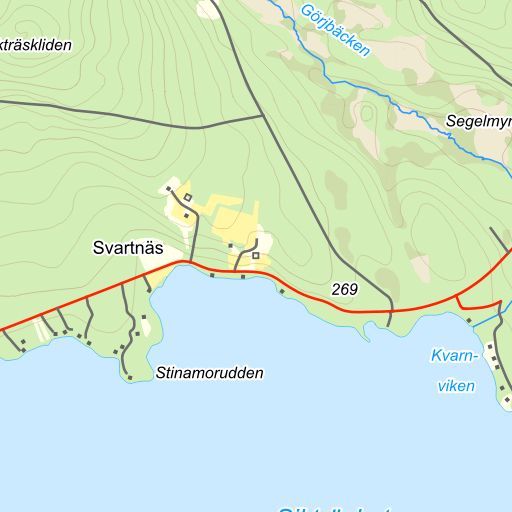 Görjbäcken
kträskliden
Segelmyr
Svartnäs
269
Kvarn-
viken
Stinamorudden